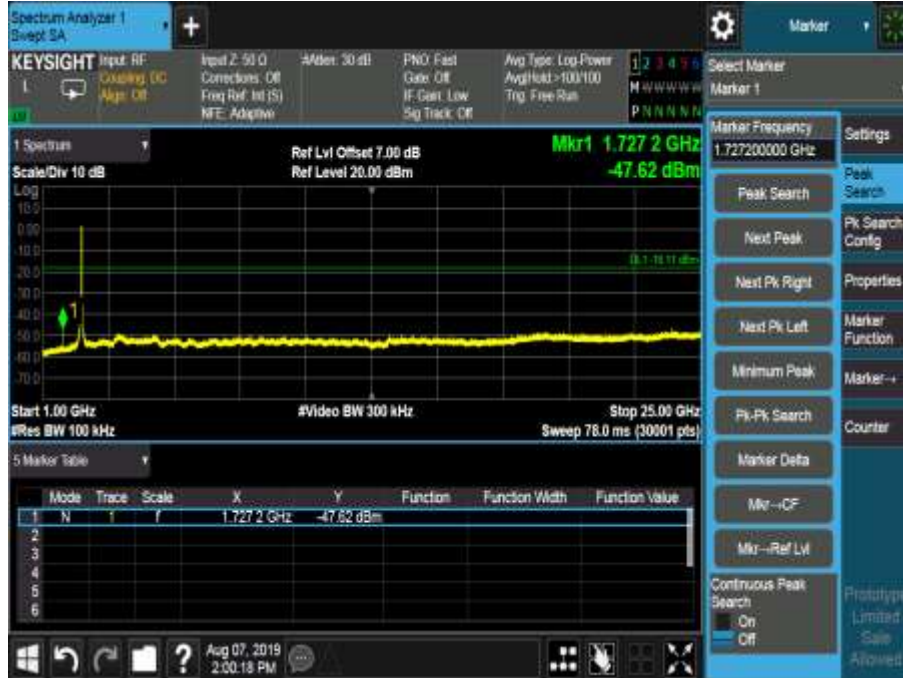 Spectrum Analyzer 1
Swept SA
+
Marker
KEYSIGHT
Input: RF
Coupling: DC
Align: Off
Input Z: 50 Ω
Corrections: Off
Freq Ref: Int (S)
NFE: Adaptive
#Atten: 30 dB
PNO: Fast
Gate: Off
IF Gain: Low
Sig Track: Off
Avg Type: Log-Power
Avg|Hold:>100/100
Trig: Free Run
1 2 3 4 5 6
M W W W W W
P N N N N N
Select Marker
Marker 1
1 Spectrum
Scale/Div 10 dB
Ref Lvl Offset 7.00 dB
Ref Level 20.00 dBm
Mkr1 1.727 2 GHz
-47.62 dBm
Log
10.0
0.00
-10.0
-20.0
-30.0
-40.0
-50.0
-60.0
-70.0
DL1 -18.11 dBm
1
Start 1.00 GHz
#Res BW 100 kHz
#Video BW 300 kHz
Stop 25.00 GHz
Sweep 78.0 ms (30001 pts)
5 Marker Table
Mode Trace Scale X Y Function Function Width Function Value
1 N 1 f 1.727 2 GHz -47.62 dBm
2
3
4
5
6
Marker Frequency
1.727200000 GHz
Peak Search
Next Peak
Next Pk Right
Next Pk Left
Minimum Peak
Pk-Pk Search
Marker Delta
Mkr→CF
Mkr→Ref Lvl
Continuous Peak
Search
On
Off
Settings
Peak
Search
Pk Search
Config
Properties
Marker
Function
Marker→
Counter
Prototype
Limited
Sale
Allowed
?
Aug 07, 2019
2:00:18 PM